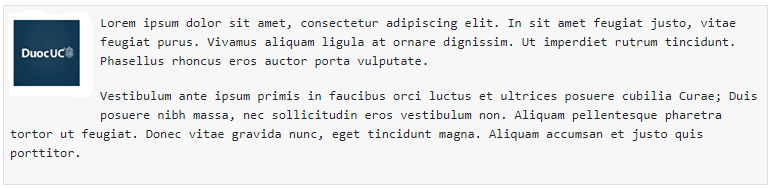 DuocUC
Lorem ipsum dolor sit amet, consectetur adipiscing elit. In sit amet feugiat justo, vitae
feugiat purus. Vivamus aliquam ligula at ornare dignissim. Ut imperdiet rutrum tincidunt.
Phasellus rhoncus eros auctor porta vulputate.
Vestibulum ante ipsum primis in faucibus orci luctus et ultrices posuere cubilia Curae; Duis
posuere nibh massa, nec sollicitudin eros vestibulum non. Aliquam pellentesque pharetra
tortor ut feugiat. Donec vitae gravida nunc, eget tincidunt magna. Aliquam accumsan et justo quis
porttitor.